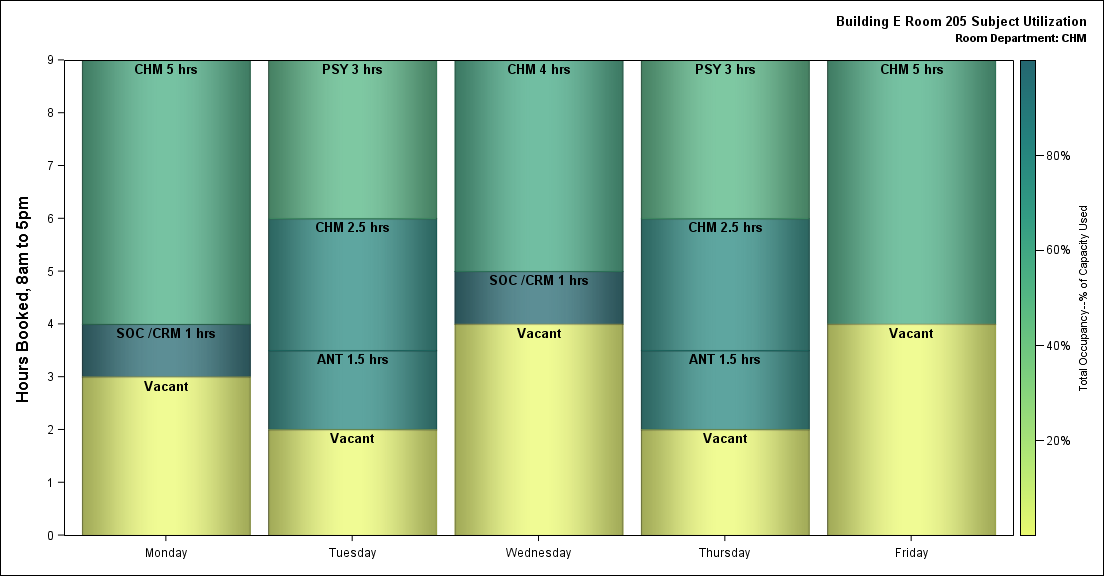 Building E Room 205 Subject Utilization
Room Department: CHM
Hours Booked, 8am to 5pm
9
8
7
6
5
4
3
2
1
0
CHM 5 hrs
SOC /CRM 1 hrs
Vacant
PSY 3 hrs
CHM 2.5 hrs
ANT 1.5 hrs
Vacant
CHM 4 hrs
SOC /CRM 1 hrs
Vacant
PSY 3 hrs
CHM 2.5 hrs
ANT 1.5 hrs
Vacant
CHM 5 hrs
Vacant
Monday
Tuesday
Wednesday
Thursday
Friday
80%
60%
40%
20%
Total Occupancy--% of Capacity Used